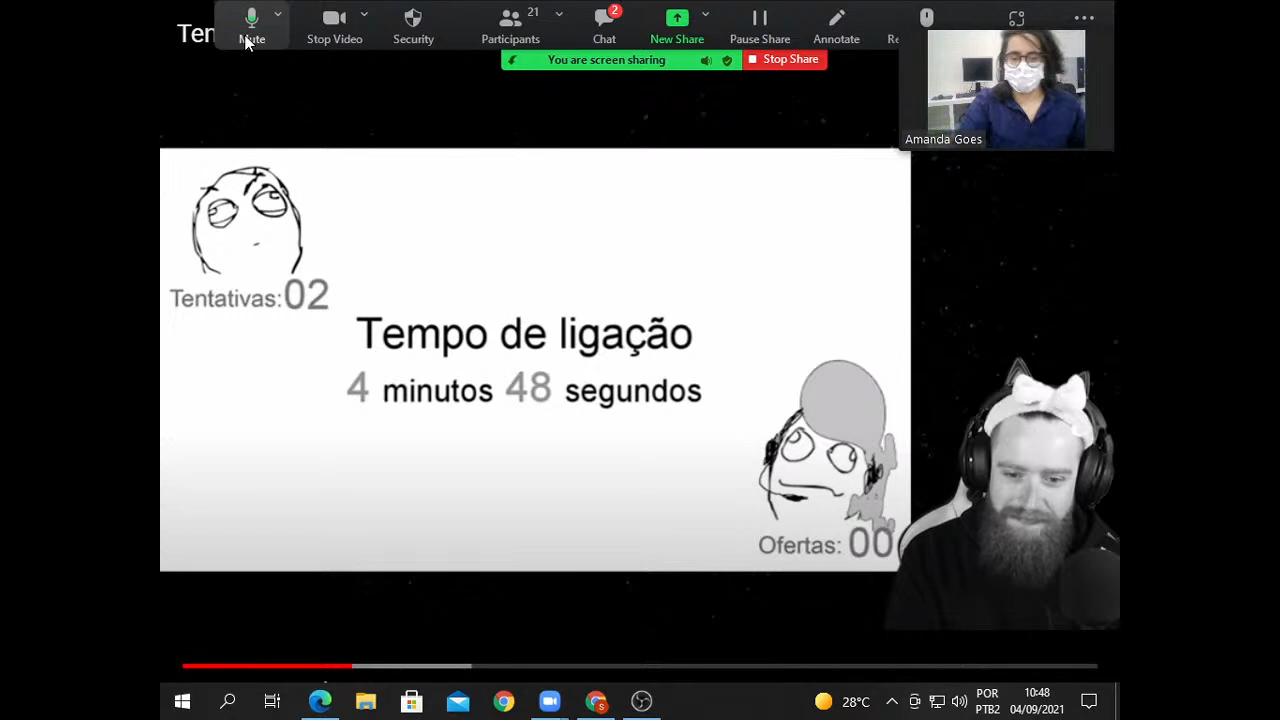 Ten
Mute
Stop Video
Security
21
Participants
2
Chat
New Share
Pause Share
Annotate
Re
You are screen sharing
Stop Share
Amanda Goes
Tentativas: 02
Tempo de ligação
4 minutos 48 segundos
Ofertas: 00
S
28°C
POR
PTB2
10:48
04/09/2021